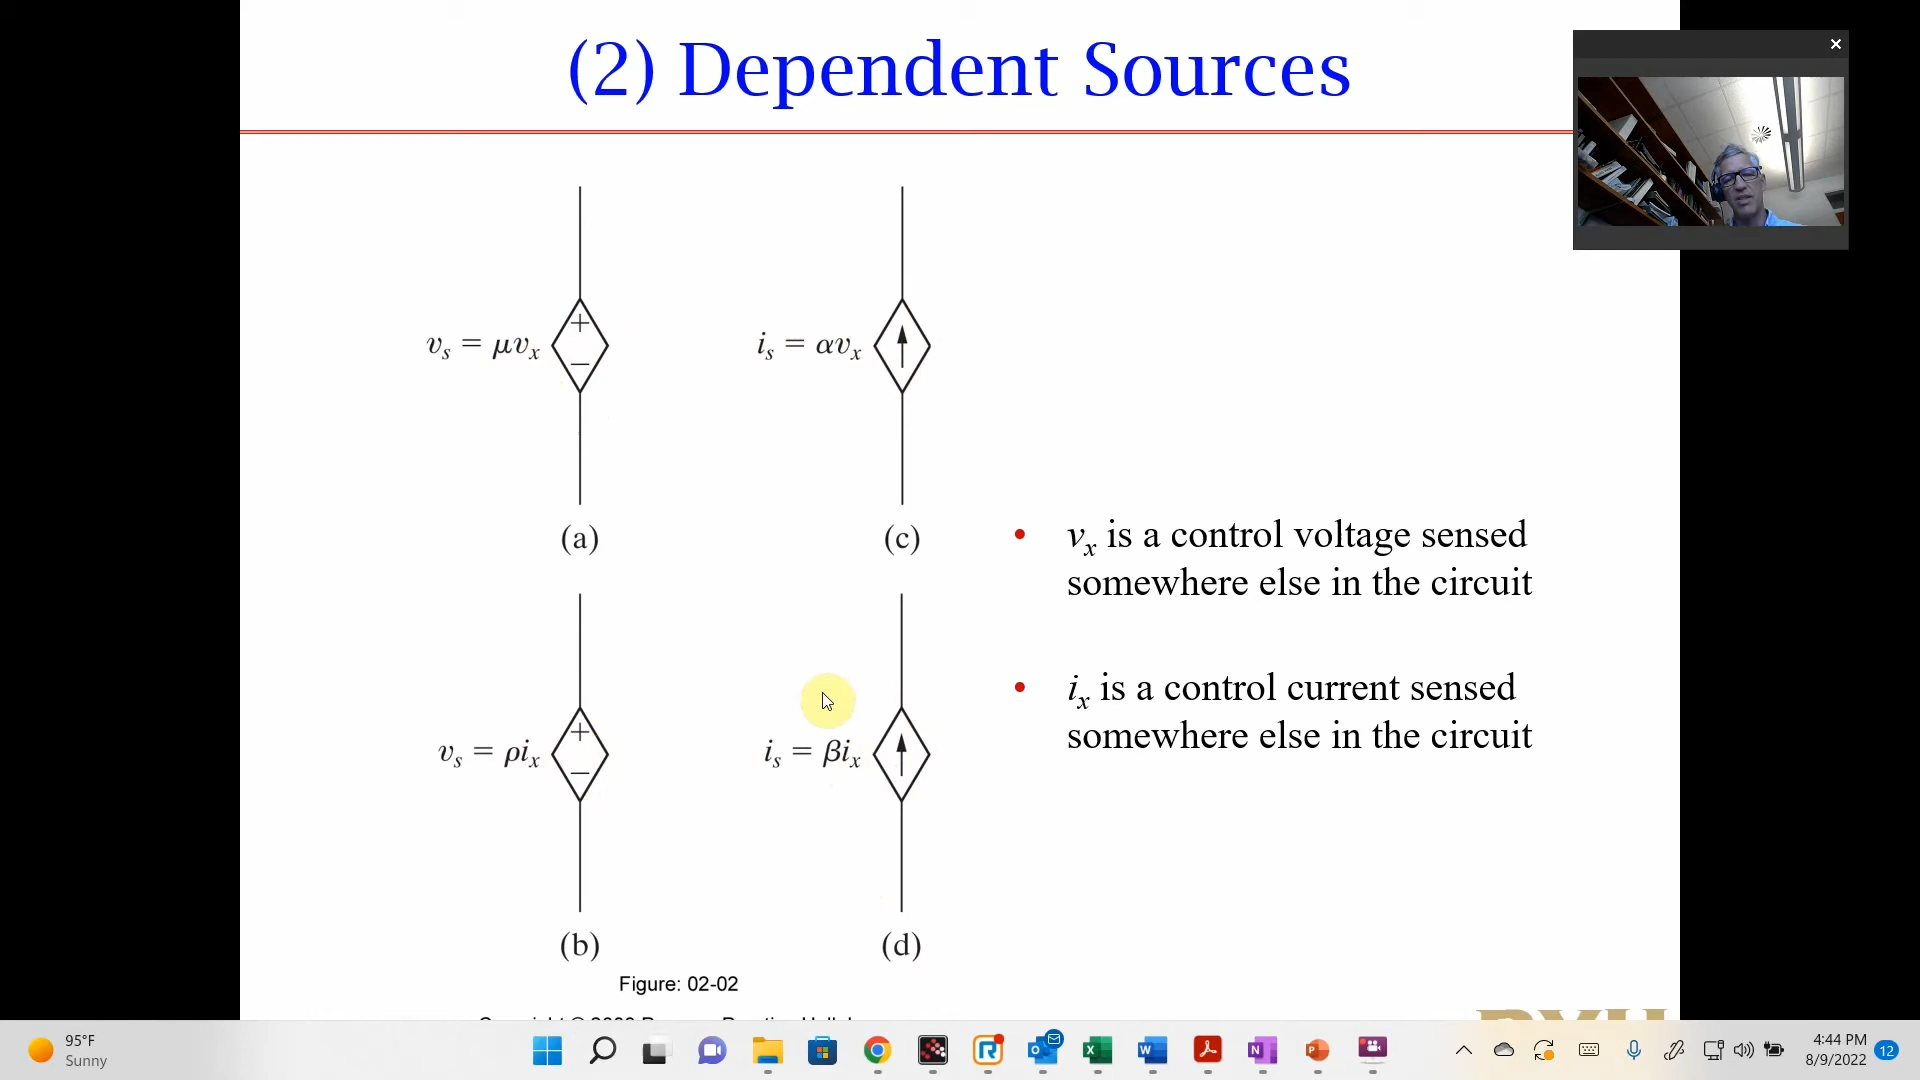 (2) Dependent Sources
v_s = μv_x
i_s = αv_x
(a)
(c)
• v_x is a control voltage sensed
somewhere else in the circuit
• i_x is a control current sensed
somewhere else in the circuit
v_s = ρi_x
i_s = βi_x
(b)
(d)
Figure: 02-02
95°F
Sunny
4:44 PM
8/9/2022
12